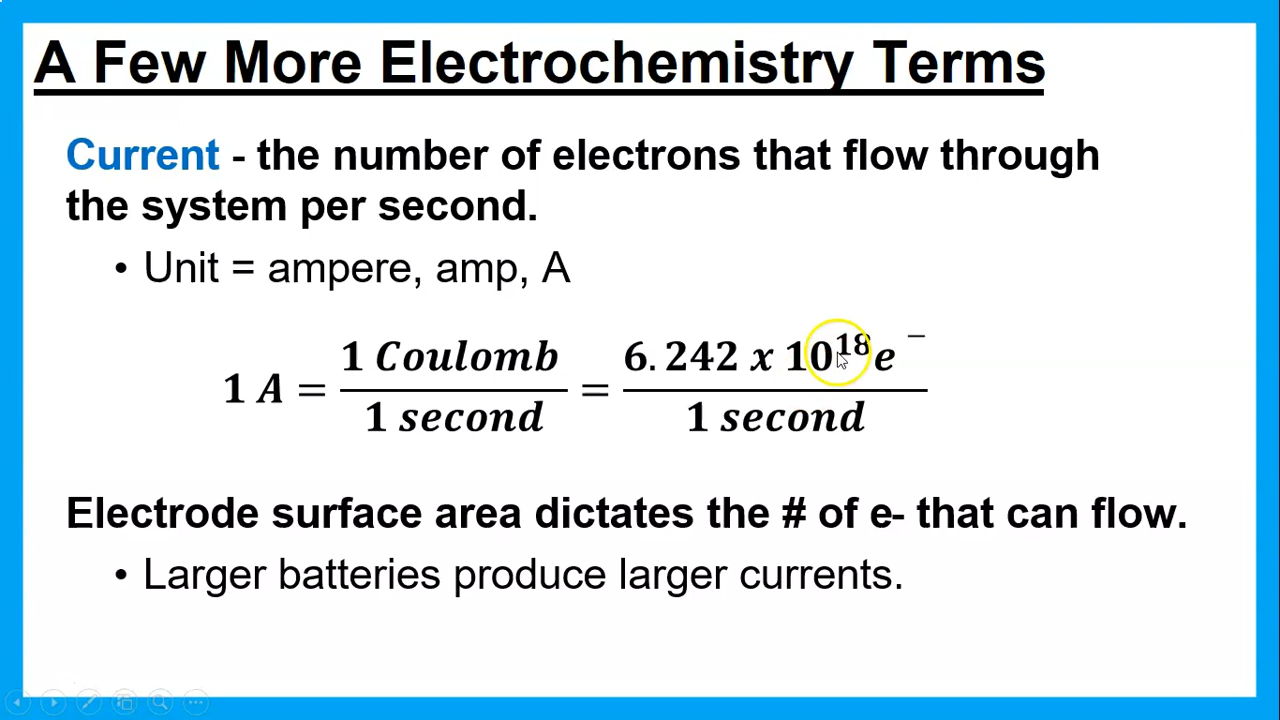 A Few More Electrochemistry Terms
Current - the number of electrons that flow through
the system per second.
• Unit = ampere, amp, A
1 A = 1 Coulomb / 1 second = 6.242 x 10¹⁸e⁻ / 1 second
Electrode surface area dictates the # of e- that can flow.
• Larger batteries produce larger currents.